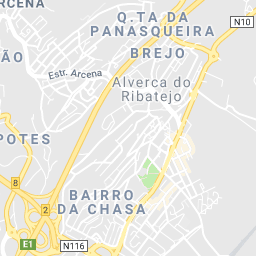 ARCENA
Q.TA DA
PANASQUEIRA
N10
BREJO
ÃO
Estr. Arcena
Alverca do
Ribatejo
POTES
8
2
BAIRRO
DA CHASA
E1
N116